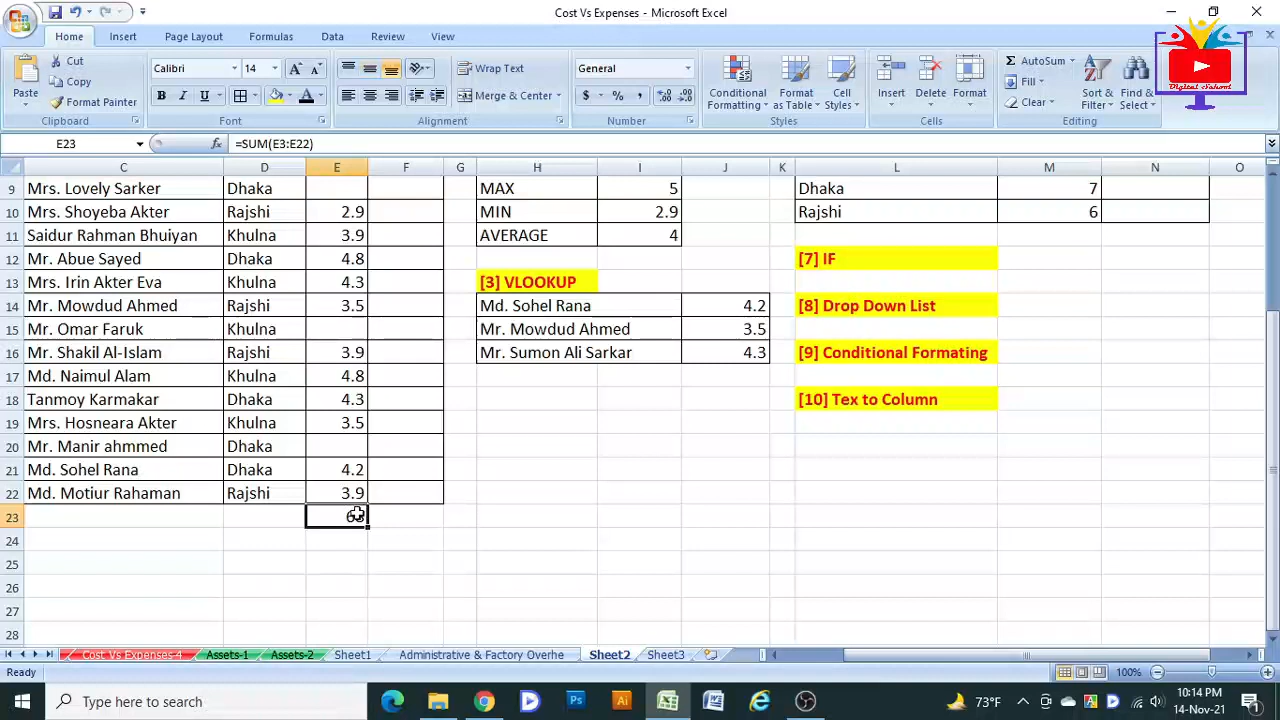 Cost Vs Expenses - Microsoft Excel
Home Insert Page Layout Formulas Data Review View
Digital School
Paste Cut Copy Format Painter Clipboard
Calibri 14 A A B I U A Font
Wrap Text Merge & Center Alignment
General $ % , Number
Conditional Formatting Format as Table Cell Styles Styles
Insert Delete Format Cells
Σ AutoSum Fill Clear Sort & Filter Find & Select Editing
E23 fx =SUM(E3:E22)
C D E F G H I J K L M N O
9 Mrs. Lovely Sarker Dhaka MAX 5 Dhaka 7
10 Mrs. Shoyeba Akter Rajshi 2.9 MIN 2.9 Rajshi 6
11 Saidur Rahman Bhuiyan Khulna 3.9 AVERAGE 4
12 Mr. Abue Sayed Dhaka 4.8 [7] IF
13 Mrs. Irin Akter Eva Khulna 4.3 [3] VLOOKUP
14 Mr. Mowdud Ahmed Rajshi 3.5 Md. Sohel Rana 4.2 [8] Drop Down List
15 Mr. Omar Faruk Khulna Mr. Mowdud Ahmed 3.5
16 Mr. Shakil Al-Islam Rajshi 3.9 Mr. Sumon Ali Sarkar 4.3 [9] Conditional Formating
17 Md. Naimul Alam Khulna 4.8
18 Tanmoy Karmakar Dhaka 4.3 [10] Tex to Column
19 Mrs. Hosneara Akter Khulna 3.5
20 Mr. Manir ahmmed Dhaka
21 Md. Sohel Rana Dhaka 4.2
22 Md. Motiur Rahaman Rajshi 3.9
23
24
25
26
27
28
Cost Vs Expenses-4 Assets-1 Assets-2 Sheet1 Administrative & Factory Overhe Sheet2 Sheet3
Ready 100%
Type here to search 73°F 10:14 PM
14-Nov-21